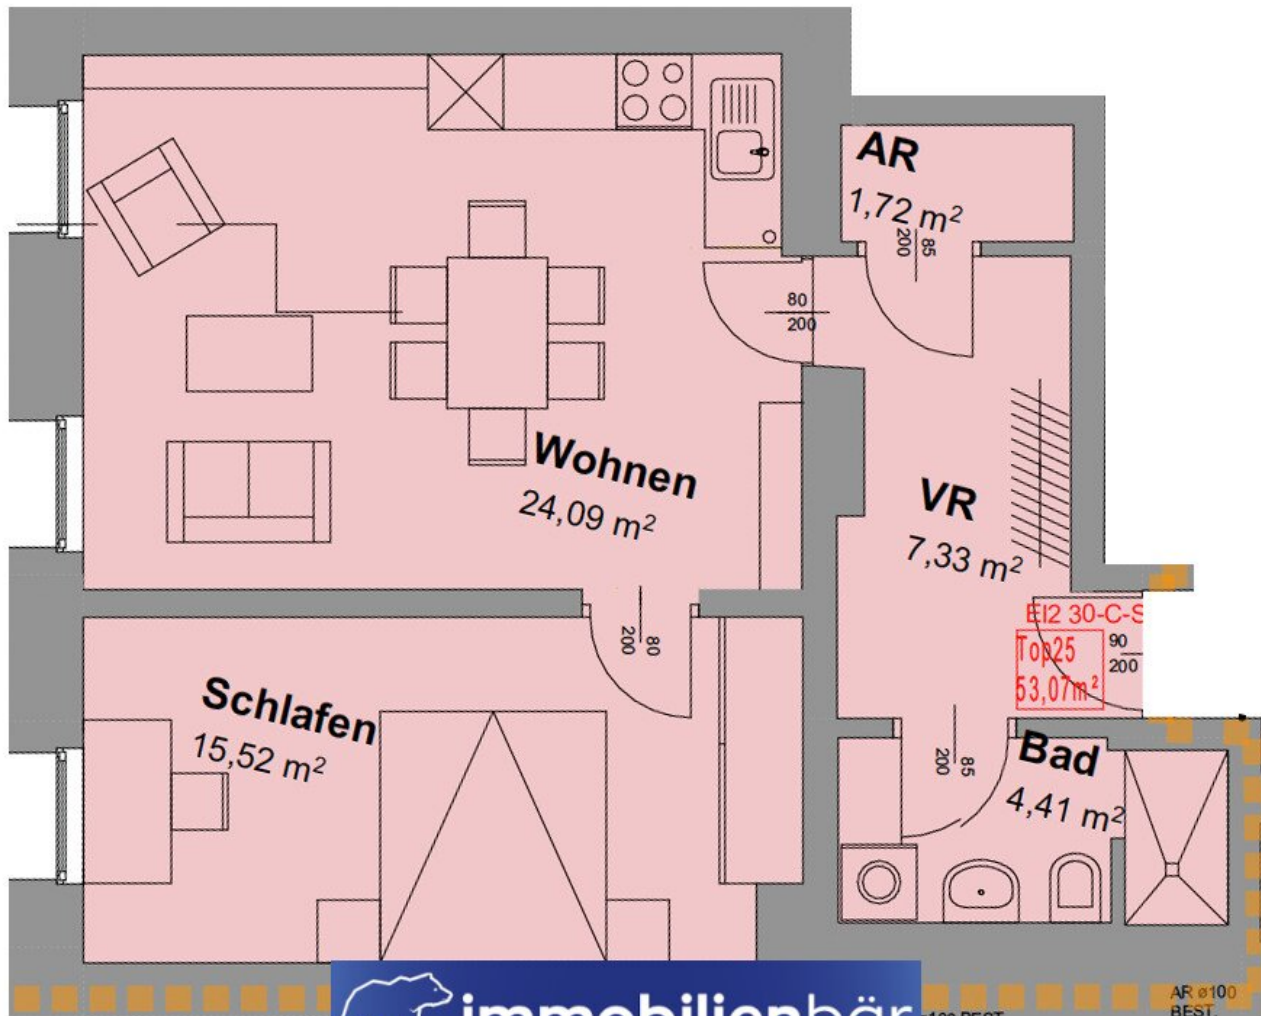 AR
1,72 m²
85
200
80
200
Wohnen
24,09 m²
VR
7,33 m²
EI2 30-C-S
Top25
53,07m²
90
200
80
200
Schlafen
15,52 m²
85
200
Bad
4,41 m²
immobilienbär
AR ø100
BEST.